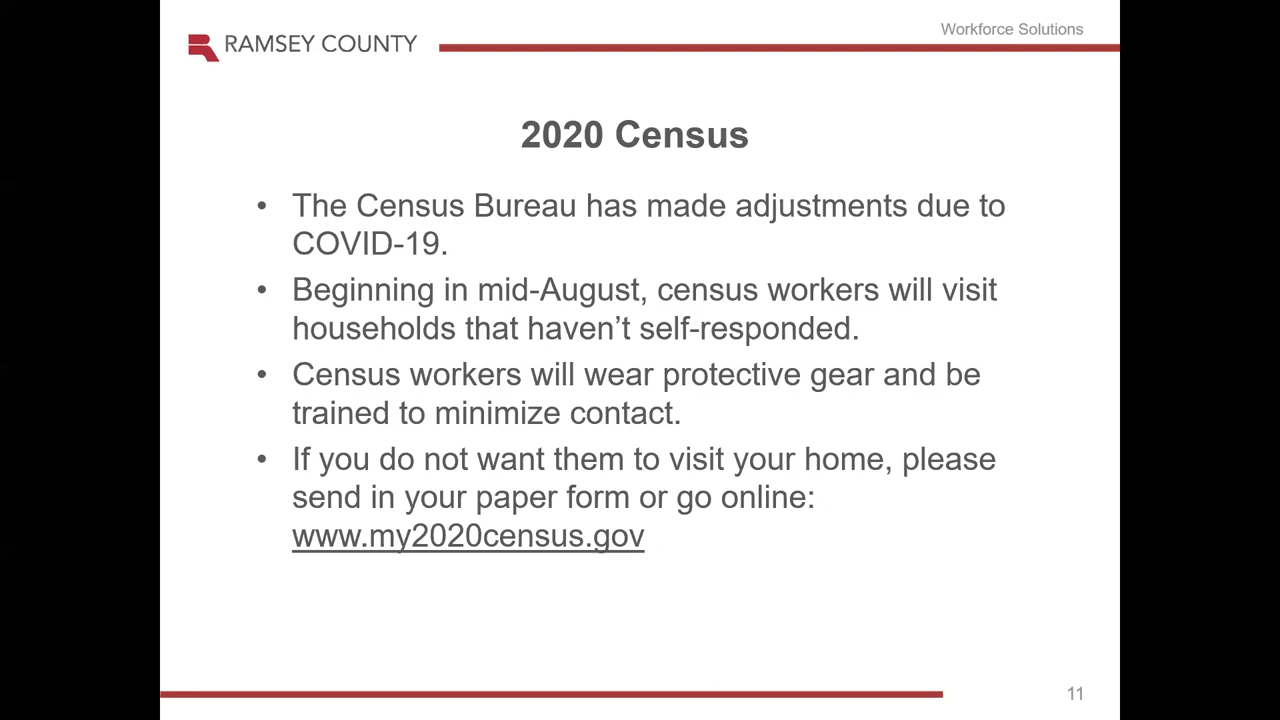 RAMSEY COUNTY
Workforce Solutions
2020 Census
• The Census Bureau has made adjustments due to
COVID-19.
• Beginning in mid-August, census workers will visit
households that haven’t self-responded.
• Census workers will wear protective gear and be
trained to minimize contact.
• If you do not want them to visit your home, please
send in your paper form or go online:
www.my2020census.gov
11